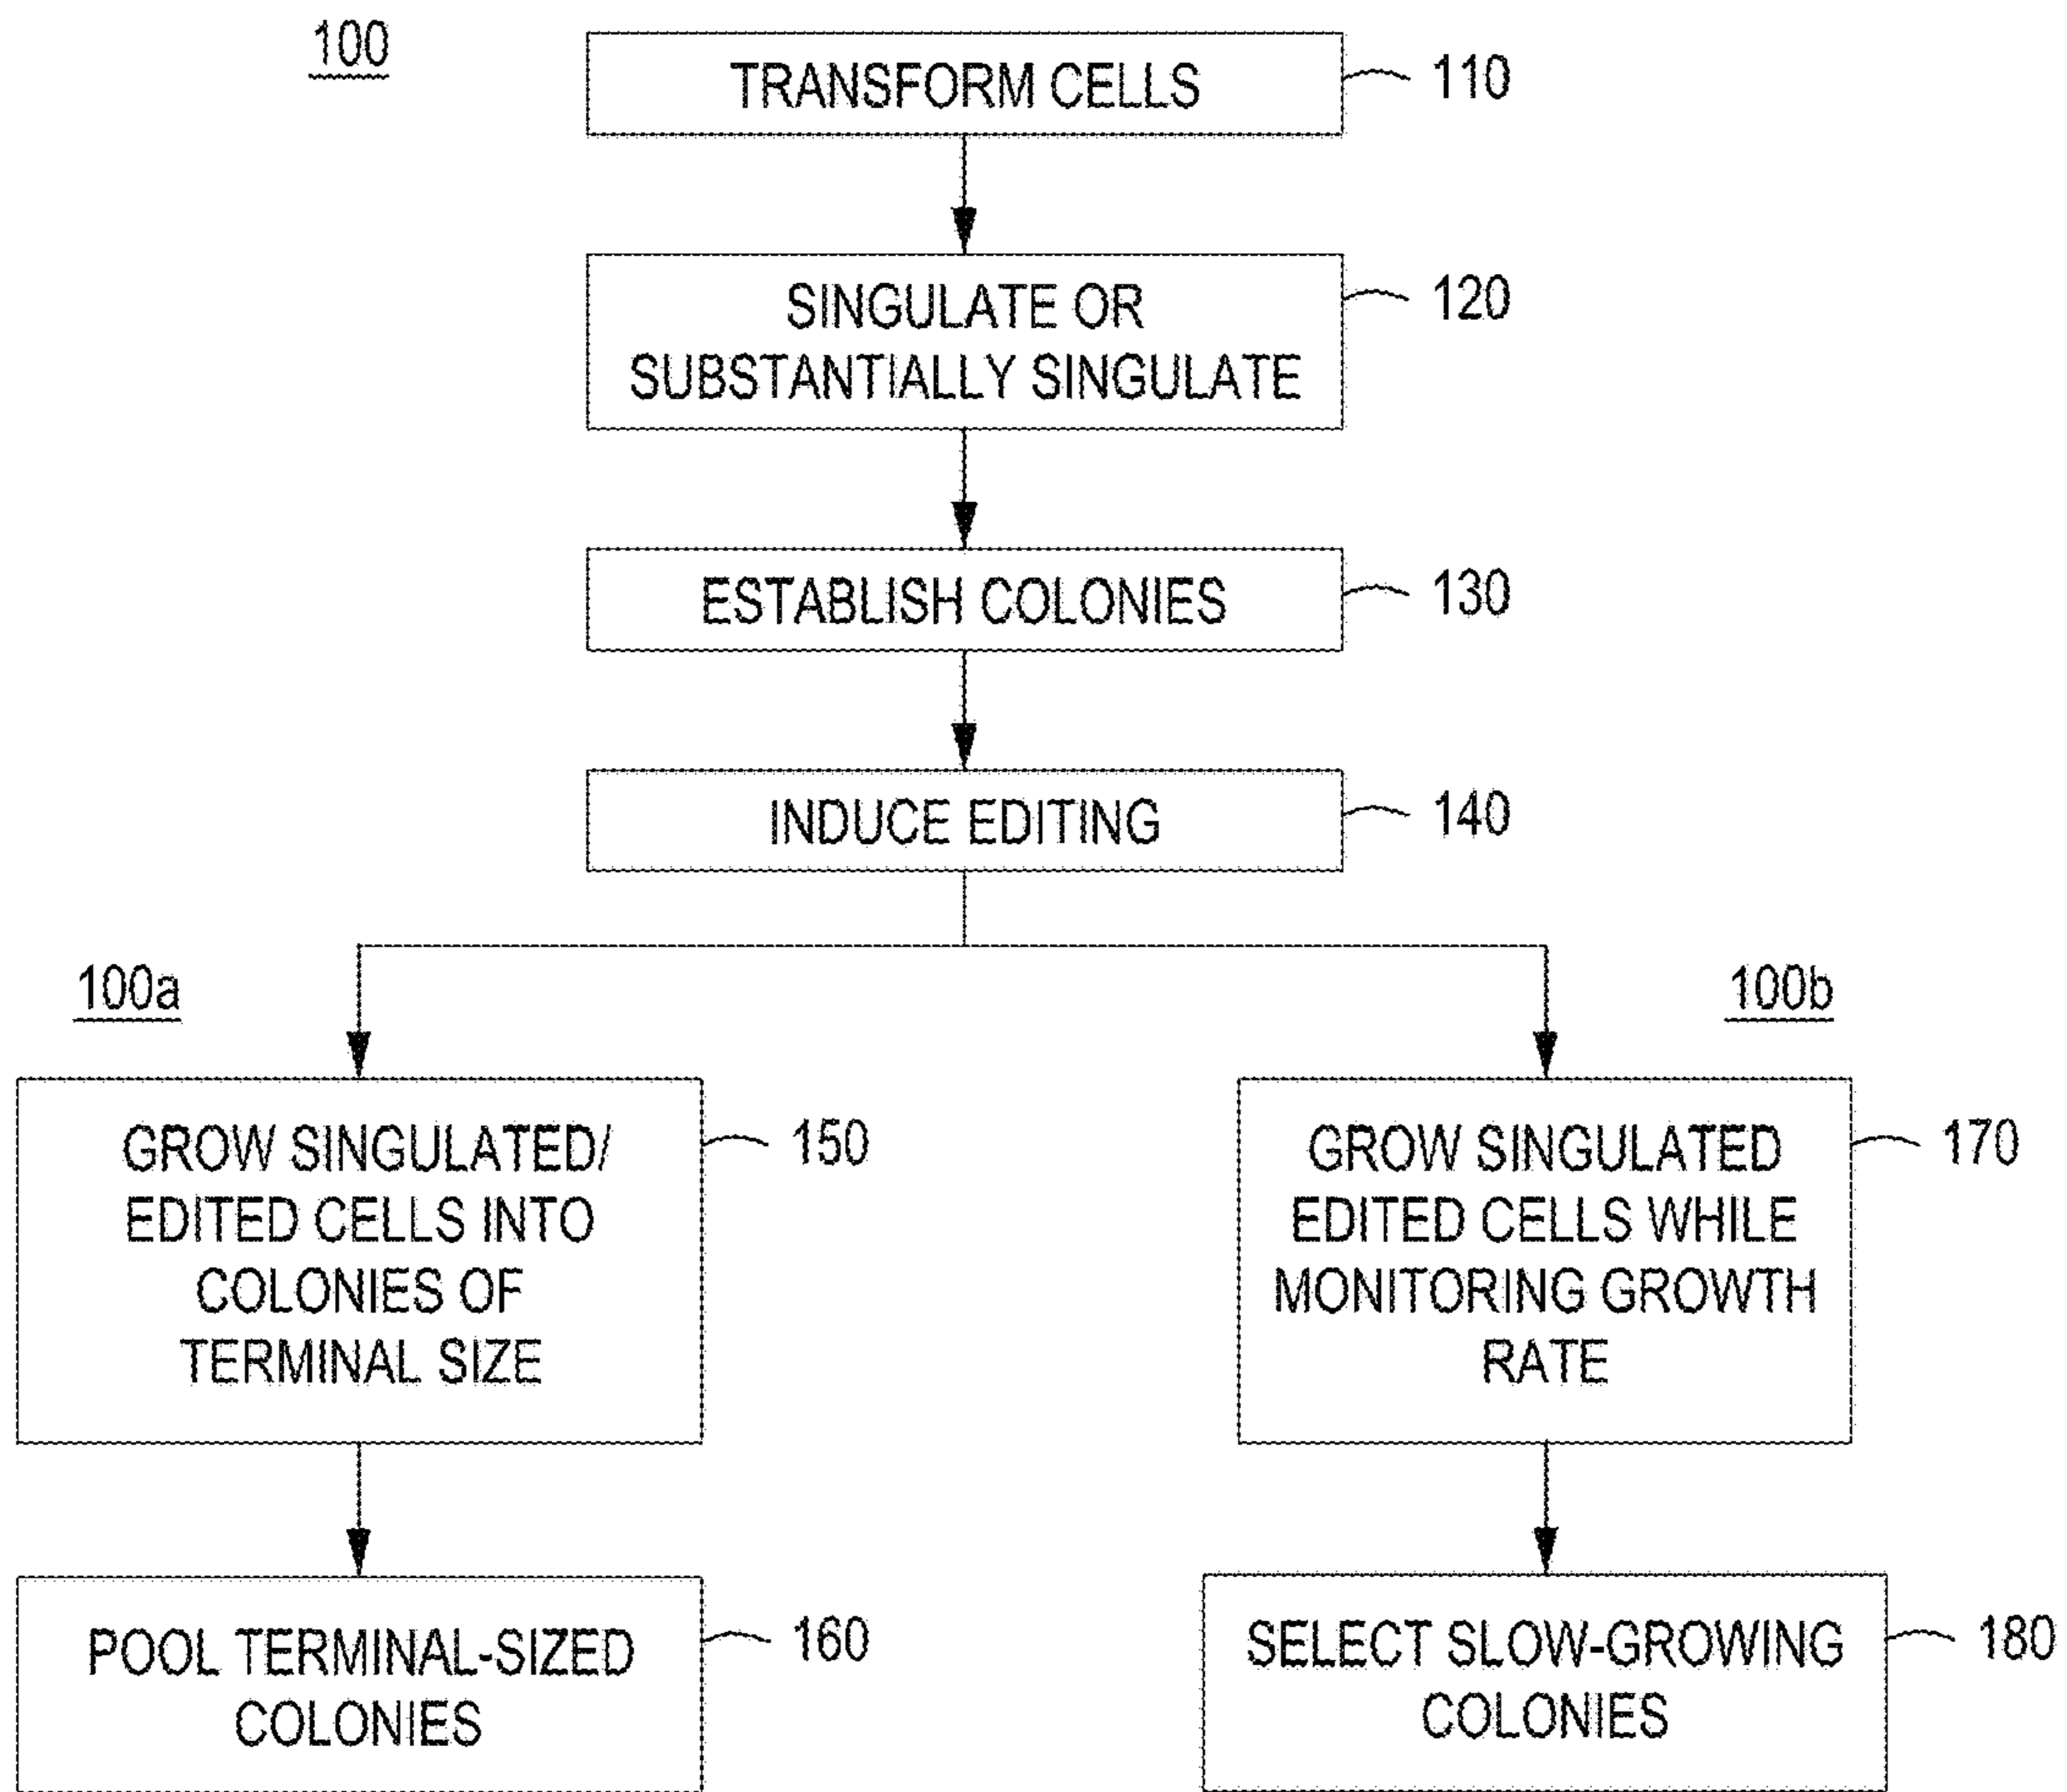 100
TRANSFORM CELLS
110
SINGULATE OR
SUBSTANTIALLY SINGULATE
120
ESTABLISH COLONIES
130
INDUCE EDITING
140
100a
100b
GROW SINGULATED/
EDITED CELLS INTO
COLONIES OF
TERMINAL SIZE
150
GROW SINGULATED
EDITED CELLS WHILE
MONITORING GROWTH
RATE
170
POOL TERMINAL-SIZED
COLONIES
160
SELECT SLOW-GROWING
COLONIES
180